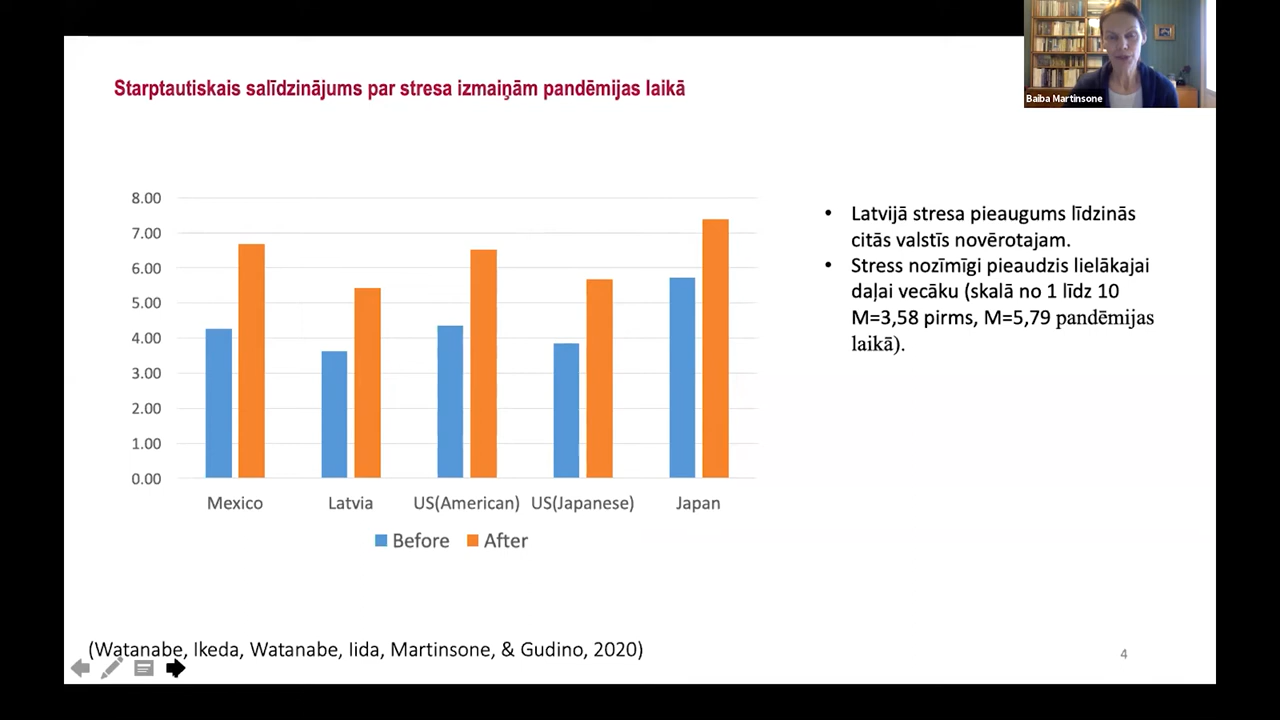 Starptautiskais salīdzinājums par stresa izmaiņām pandēmijas laikā
Baiba Martinsone
8.00
7.00
6.00
5.00
4.00
3.00
2.00
1.00
0.00
Mexico
Latvia
US(American)
US(Japanese)
Japan
Before
After
• Latvijā stresa pieaugums līdzinās
citās valstīs novērotajam.
• Stress nozīmīgi pieaudzis lielākajai
daļai vecāku (skalā no 1 līdz 10
M=3,58 pirms, M=5,79 pandēmijas
laikā).
(Watanabe, Ikeda, Watanabe, Iida, Martinsone, & Gudino, 2020)
4